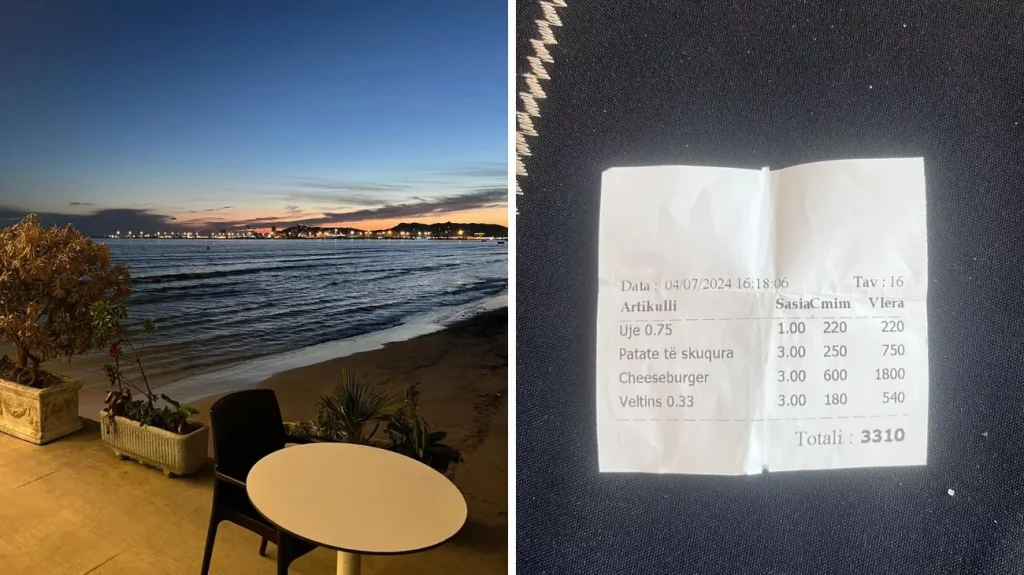 Data : 04/07/2024 16:18:06 Tav : 16
Artikulli Sasia Cmim Vlera
Uje 0.75 1.00 220 220
Patate të skuqura 3.00 250 750
Cheeseburger 3.00 600 1800
Veltins 0.33 3.00 180 540
Totali : 3310